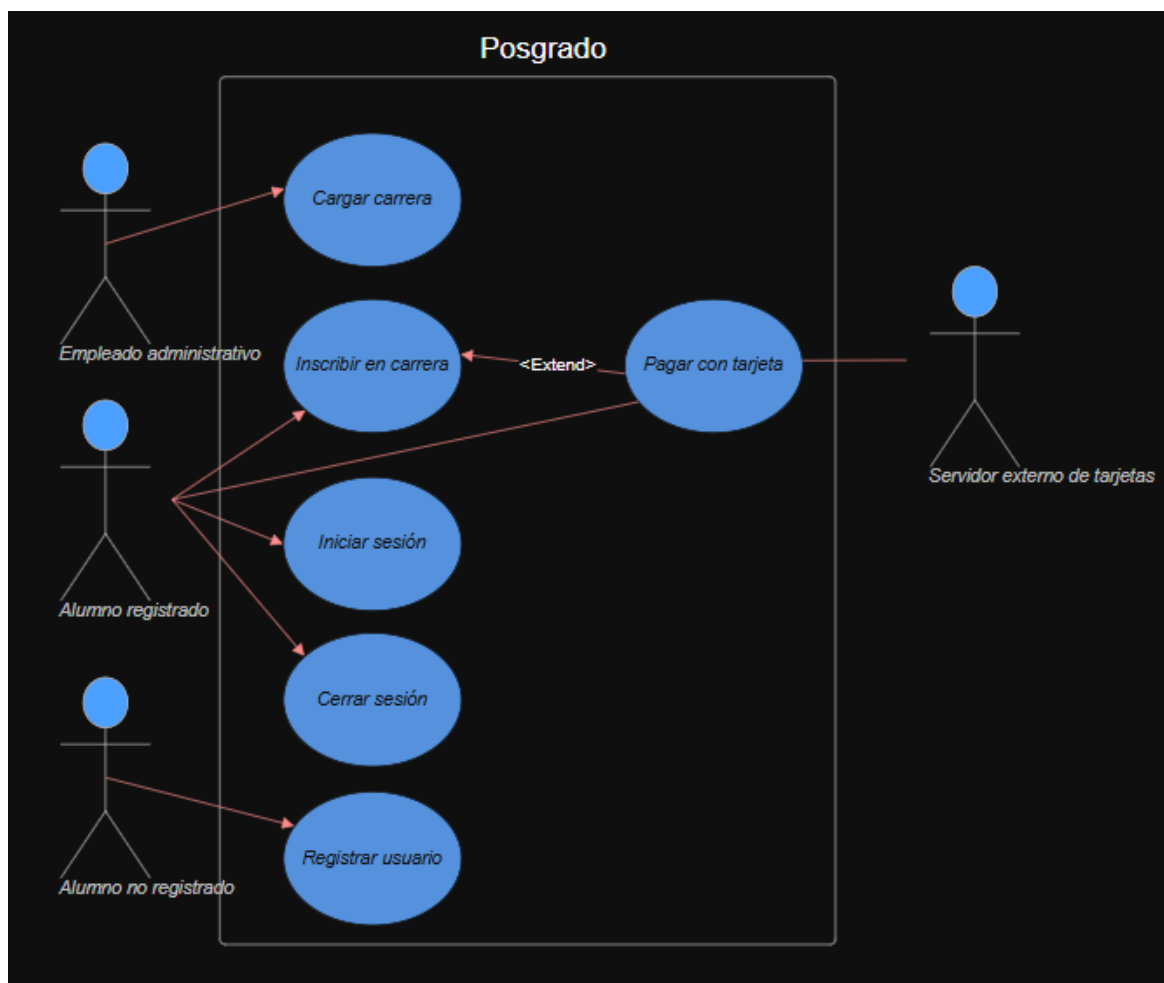 Posgrado
Cargar carrera
Empleado administrativo
Inscribir en carrera
<Extend>
Pagar con tarjeta
Servidor externo de tarjetas
Iniciar sesión
Alumno registrado
Cerrar sesión
Registrar usuario
Alumno no registrado